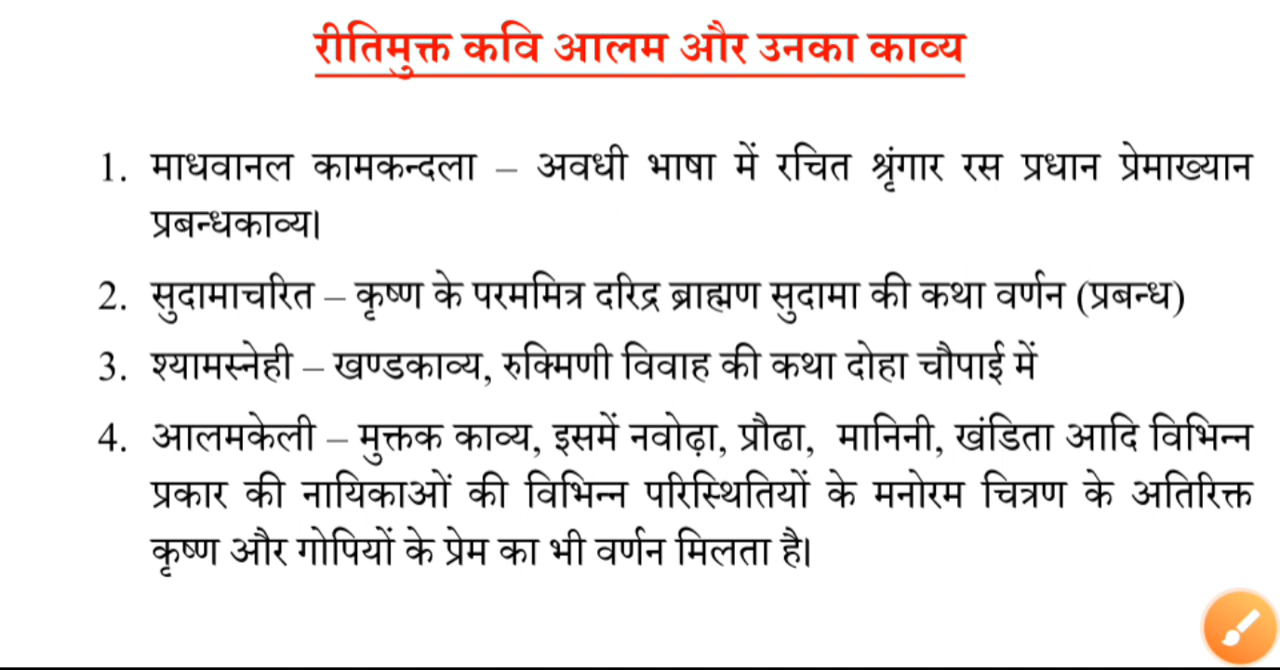 रीतिमुक्त कवि आलम और उनका काव्य
1. माधवानल कामकन्दला – अवधी भाषा में रचित श्रृंगार रस प्रधान प्रेमाख्यान
प्रबन्धकाव्य।
2. सुदामाचरित – कृष्ण के परममित्र दरिद्र ब्राह्मण सुदामा की कथा वर्णन (प्रबन्ध)
3. श्यामस्नेही – खण्डकाव्य, रुक्मिणी विवाह की कथा दोहा चौपाई में
4. आलमकेली – मुक्तक काव्य, इसमें नवोढ़ा, प्रौढा, मानिनी, खंडिता आदि विभिन्न
प्रकार की नायिकाओं की विभिन्न परिस्थितियों के मनोरम चित्रण के अतिरिक्त
कृष्ण और गोपियों के प्रेम का भी वर्णन मिलता है।